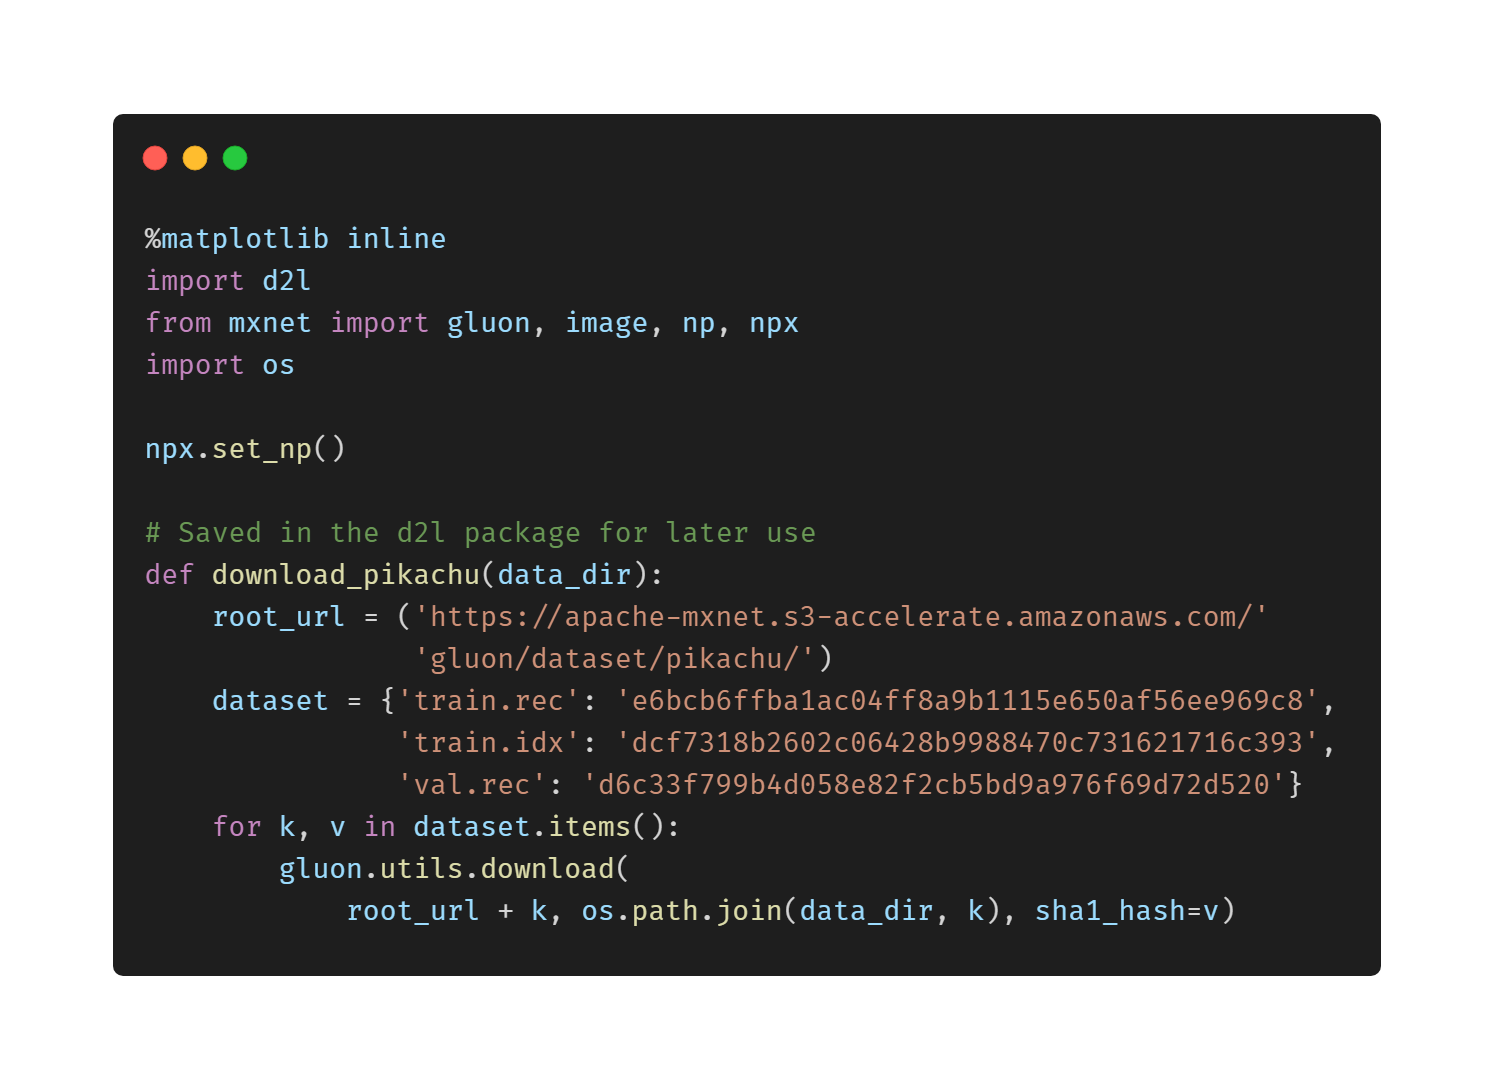 %matplotlib inline
import d2l
from mxnet import gluon, image, np, npx
import os

npx.set_np()

# Saved in the d2l package for later use
def download_pikachu(data_dir):
    root_url = ('https://apache-mxnet.s3-accelerate.amazonaws.com/'
                'gluon/dataset/pikachu/')
    dataset = {'train.rec': 'e6bcb6ffba1ac04ff8a9b1115e650af56ee969c8',
               'train.idx': 'dcf7318b2602c06428b9988470c731621716c393',
               'val.rec': 'd6c33f799b4d058e82f2cb5bd9a976f69d72d520'}
    for k, v in dataset.items():
        gluon.utils.download(
            root_url + k, os.path.join(data_dir, k), sha1_hash=v)